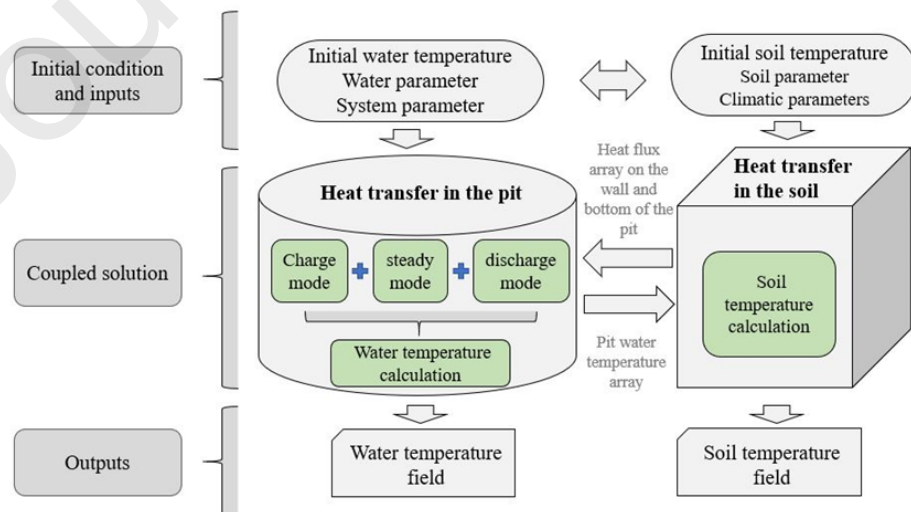 Initial condition
and inputs
Initial water temperature
Water parameter
System parameter
Initial soil temperature
Soil parameter
Climatic parameters
Coupled solution
Heat transfer in the pit
Charge
mode
steady
mode
discharge
mode
Water temperature
calculation
Heat flux
array on the
wall and
bottom of the
pit
Pit water
temperature
array
Heat transfer
in the soil
Soil
temperature
calculation
Outputs
Water temperature
field
Soil temperature
field